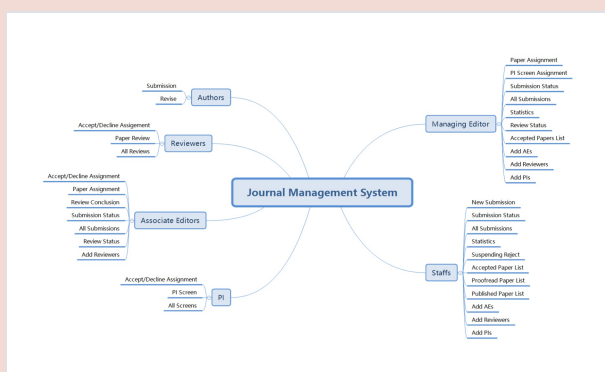 Journal Management System
Authors
Submission
Revise
Reviewers
Accept/Decline Assigement
Paper Review
All Reviews
Associate Editors
Accept/Decline Assignment
Paper Assignment
Review Conclusion
Submission Status
All Submissions
Review Status
Add Reviewers
PI
Accept/Decline Assignment
PI Screen
All Screens
Managing Editor
Paper Assignment
PI Screen Assignment
Submission Status
All Submissions
Statistics
Review Status
Accepted Papers List
Add AEs
Add Reviewers
Add PIs
Staffs
New Submission
Submission Status
All Submissions
Statistics
Suspending Reject
Accepted Paper List
Proofread Paper List
Published Paper List
Add AEs
Add Reviewers
Add PIs